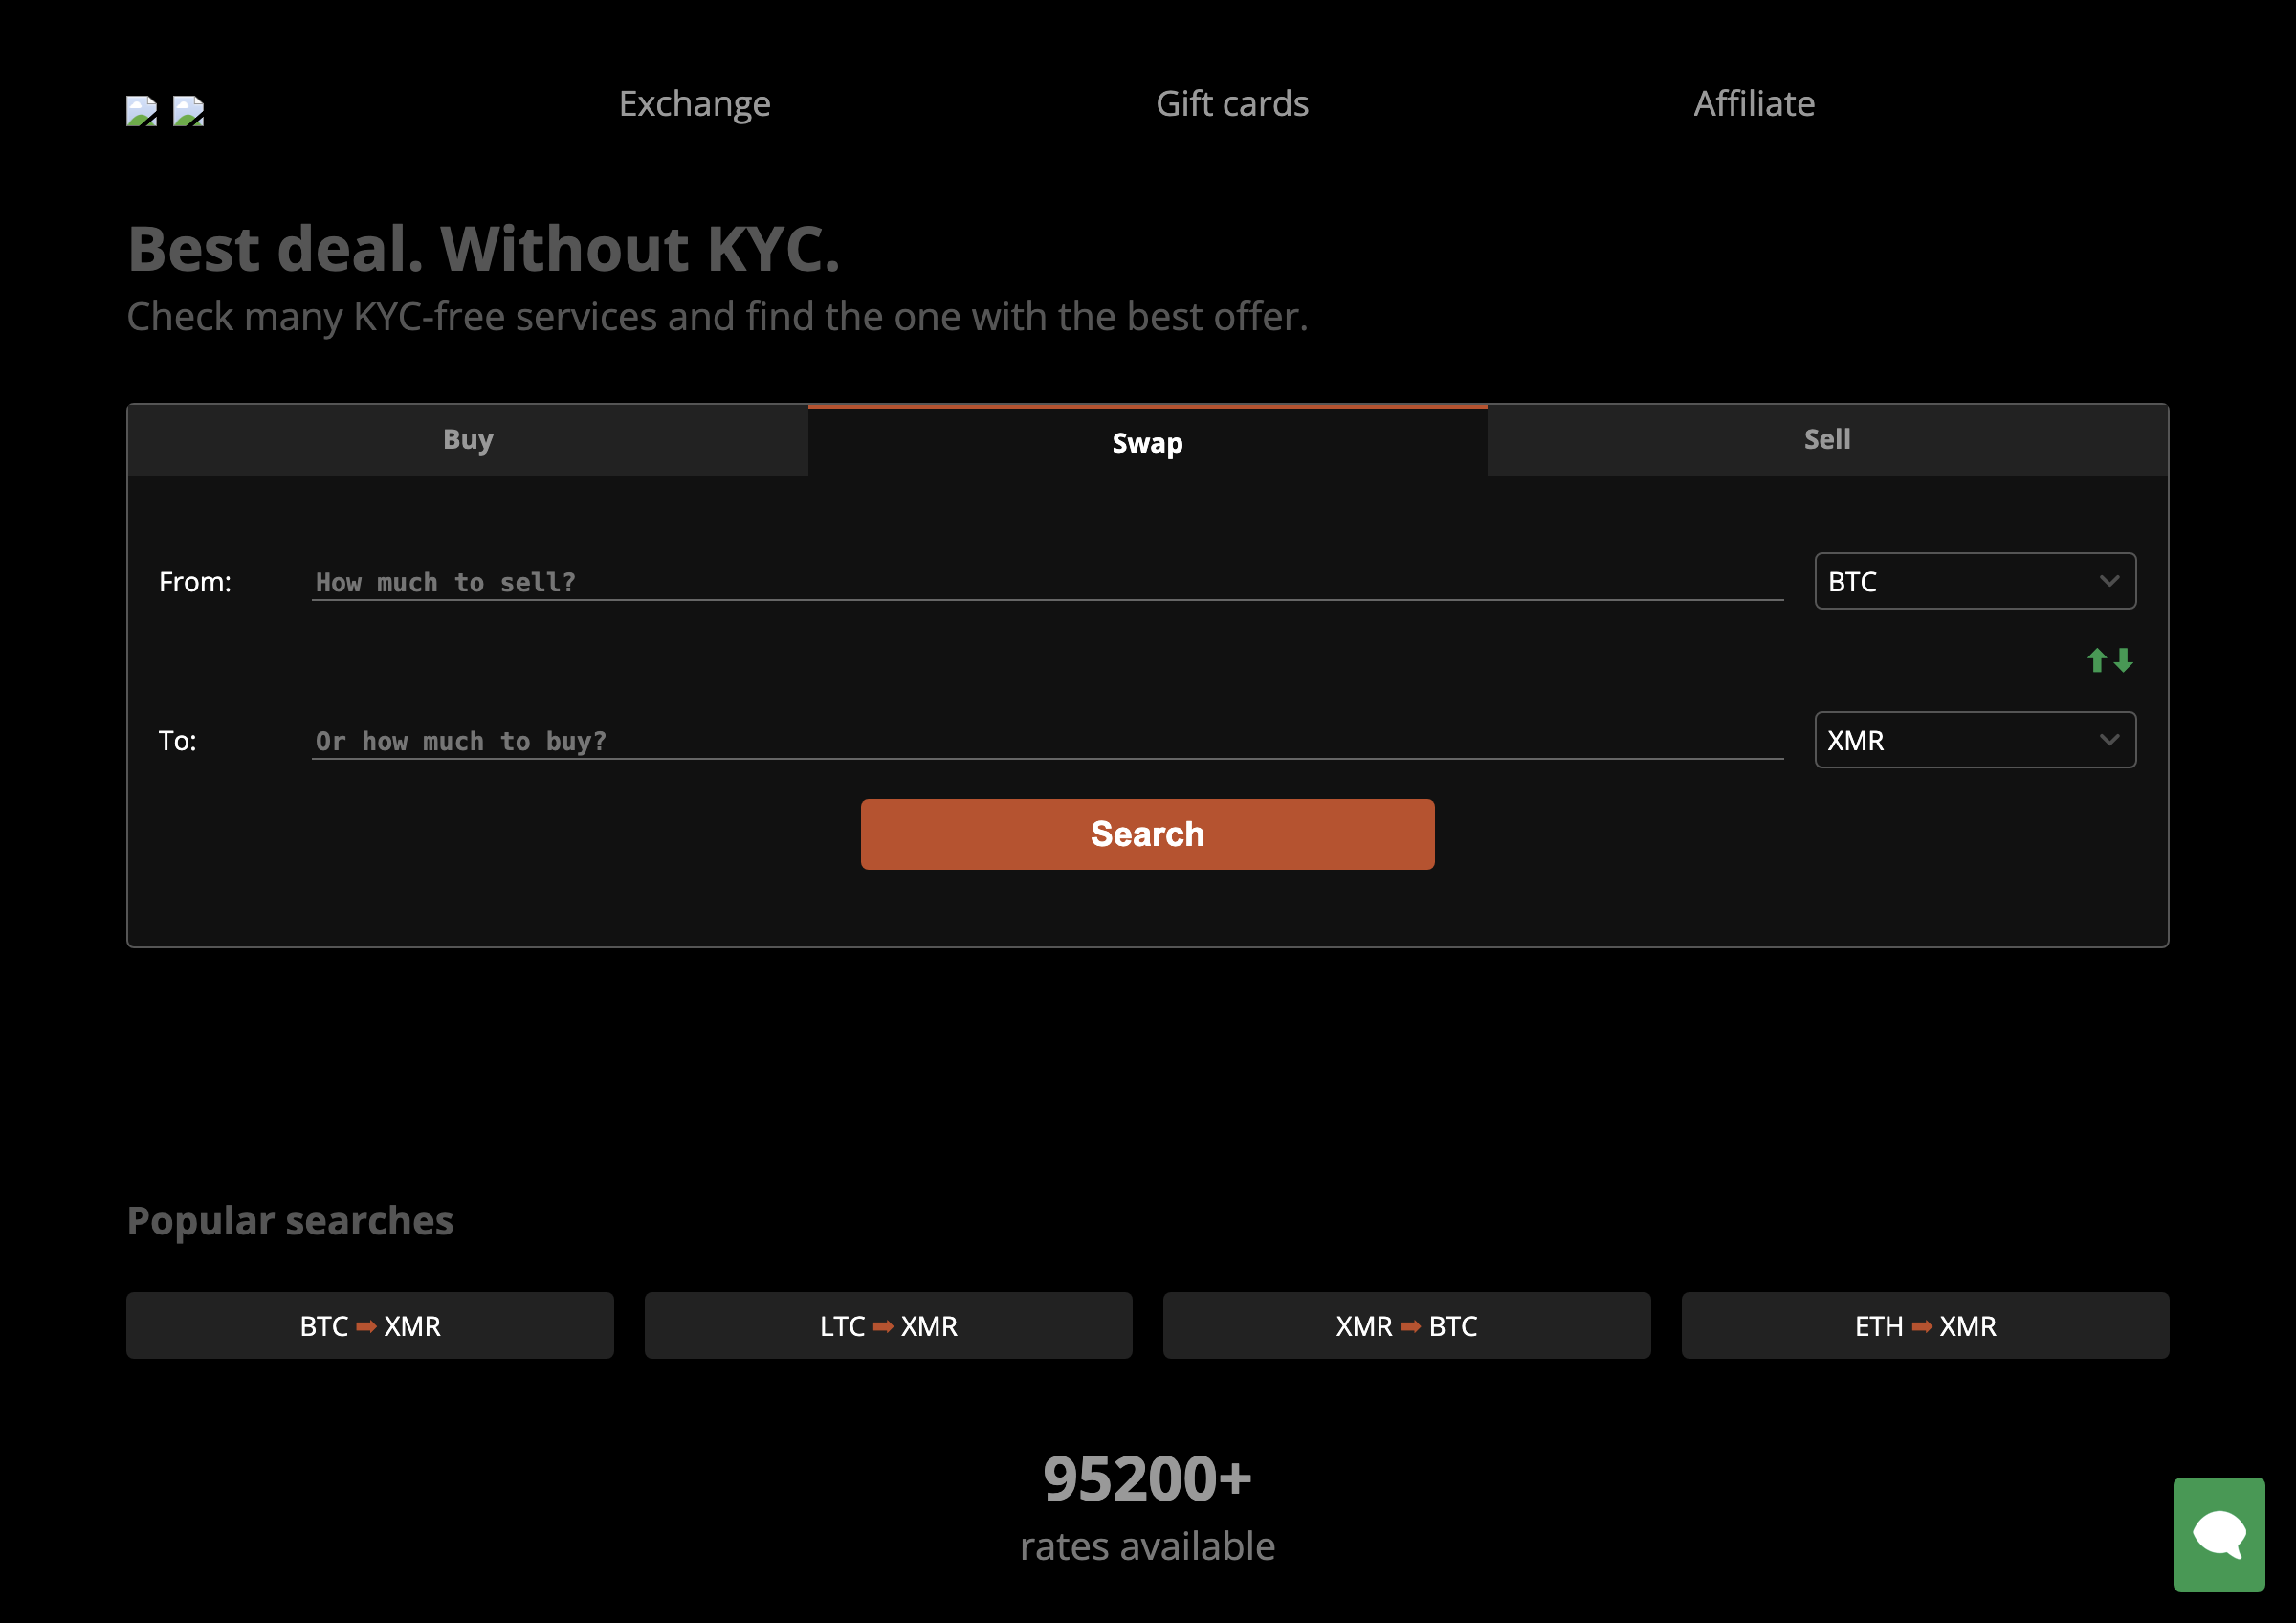 Exchange
Gift cards
Affiliate
Best deal. Without KYC.
Check many KYC-free services and find the one with the best offer.
Buy
Swap
Sell
From:
How much to sell?
BTC
To:
Or how much to buy?
XMR
Search
Popular searches
BTC ➡ XMR
LTC ➡ XMR
XMR ➡ BTC
ETH ➡ XMR
95200+
rates available